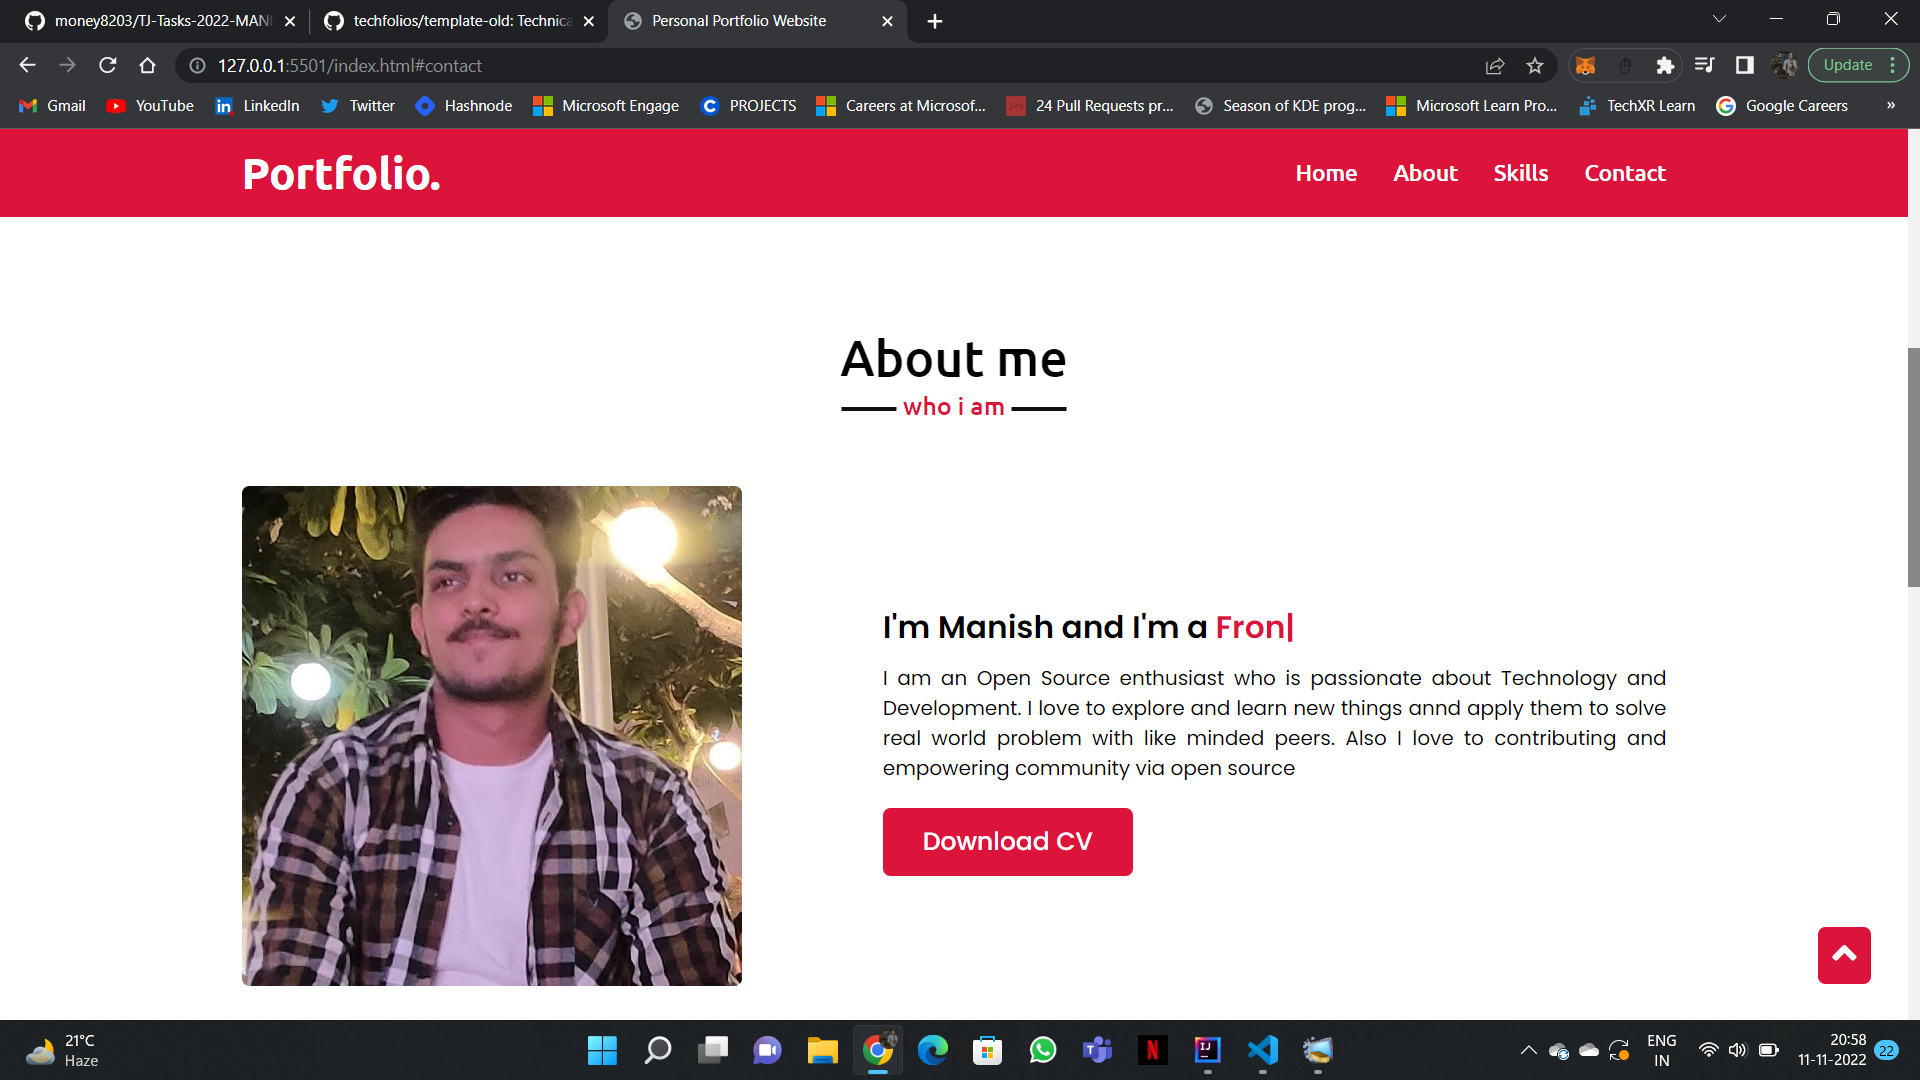 money8203/TJ-Tasks-2022-MANI
techfolios/template-old: Technica
Personal Portfolio Website
127.0.0.1:5501/index.html#contact
Update
Gmail
YouTube
LinkedIn
Twitter
Hashnode
Microsoft Engage
PROJECTS
Careers at Microsof...
24 Pull Requests pr...
Season of KDE prog...
Microsoft Learn Pro...
TechXR Learn
Google Careers
»
Portfolio.
Home About Skills Contact
About me
who i am
I'm Manish and I'm a Fron|
I am an Open Source enthusiast who is passionate about Technology and
Development. I love to explore and learn new things annd apply them to solve
real world problem with like minded peers. Also I love to contributing and
empowering community via open source
Download CV
21°C
Haze
ENG
IN
20:58
11-11-2022
22